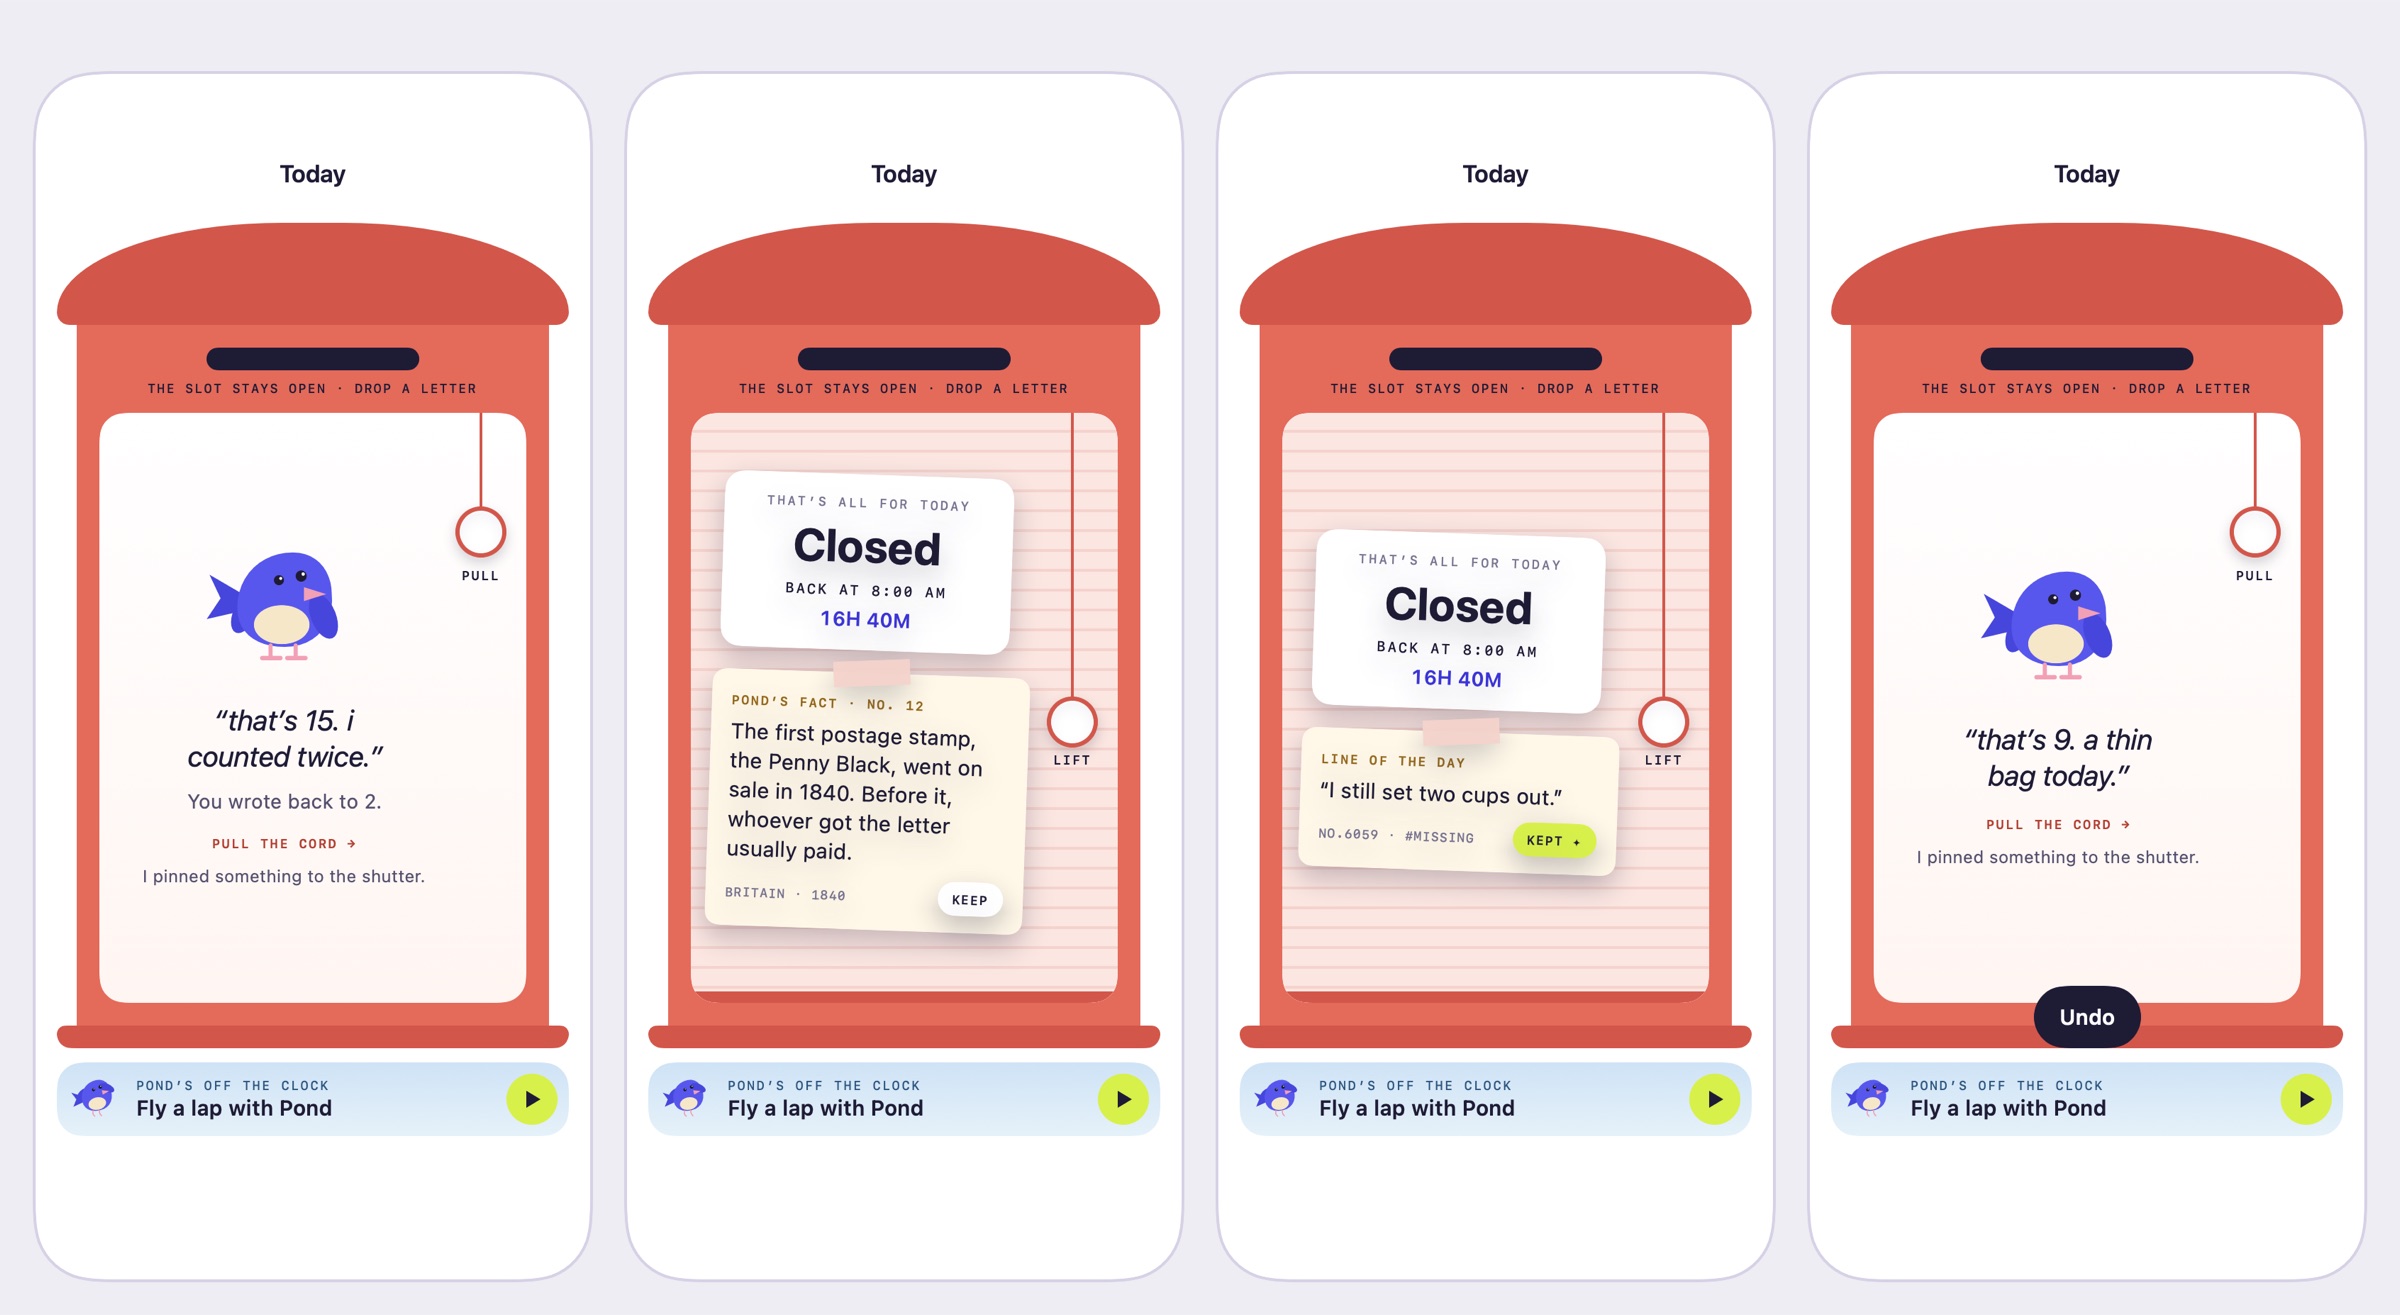 Today
THE SLOT STAYS OPEN · DROP A LETTER
PULL
“that’s 15. i
counted twice.”
You wrote back to 2.
PULL THE CORD →
I pinned something to the shutter.
POND’S OFF THE CLOCK
Fly a lap with Pond
Today
THE SLOT STAYS OPEN · DROP A LETTER
THAT’S ALL FOR TODAY
Closed
BACK AT 8:00 AM
16H 40M
POND’S FACT · NO. 12
The first postage stamp,
the Penny Black, went on
sale in 1840. Before it,
whoever got the letter
usually paid.
BRITAIN · 1840
KEEP
LIFT
POND’S OFF THE CLOCK
Fly a lap with Pond
Today
THE SLOT STAYS OPEN · DROP A LETTER
THAT’S ALL FOR TODAY
Closed
BACK AT 8:00 AM
16H 40M
LINE OF THE DAY
“I still set two cups out.”
NO.6059 · #MISSING
KEPT ✦
LIFT
POND’S OFF THE CLOCK
Fly a lap with Pond
Today
THE SLOT STAYS OPEN · DROP A LETTER
PULL
“that’s 9. a thin
bag today.”
PULL THE CORD →
I pinned something to the shutter.
Undo
POND’S OFF THE CLOCK
Fly a lap with Pond